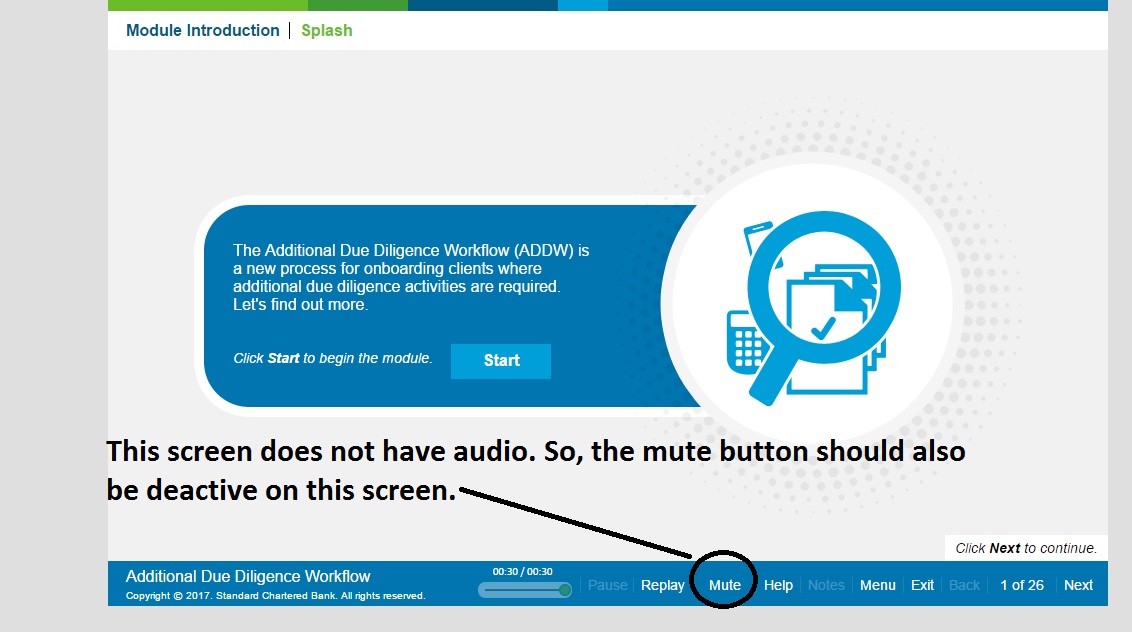 Module Introduction | Splash
The Additional Due Diligence Workflow (ADDW) is
a new process for onboarding clients where
additional due diligence activities are required.
Let's find out more.
Click Start to begin the module.
Start
This screen does not have audio. So, the mute button should also
be deactive on this screen.
Click Next to continue.
Additional Due Diligence Workflow
Copyright © 2017. Standard Chartered Bank. All rights reserved.
00:30 / 00:30
Pause Replay Mute Help Notes Menu Exit Back 1 of 26 Next